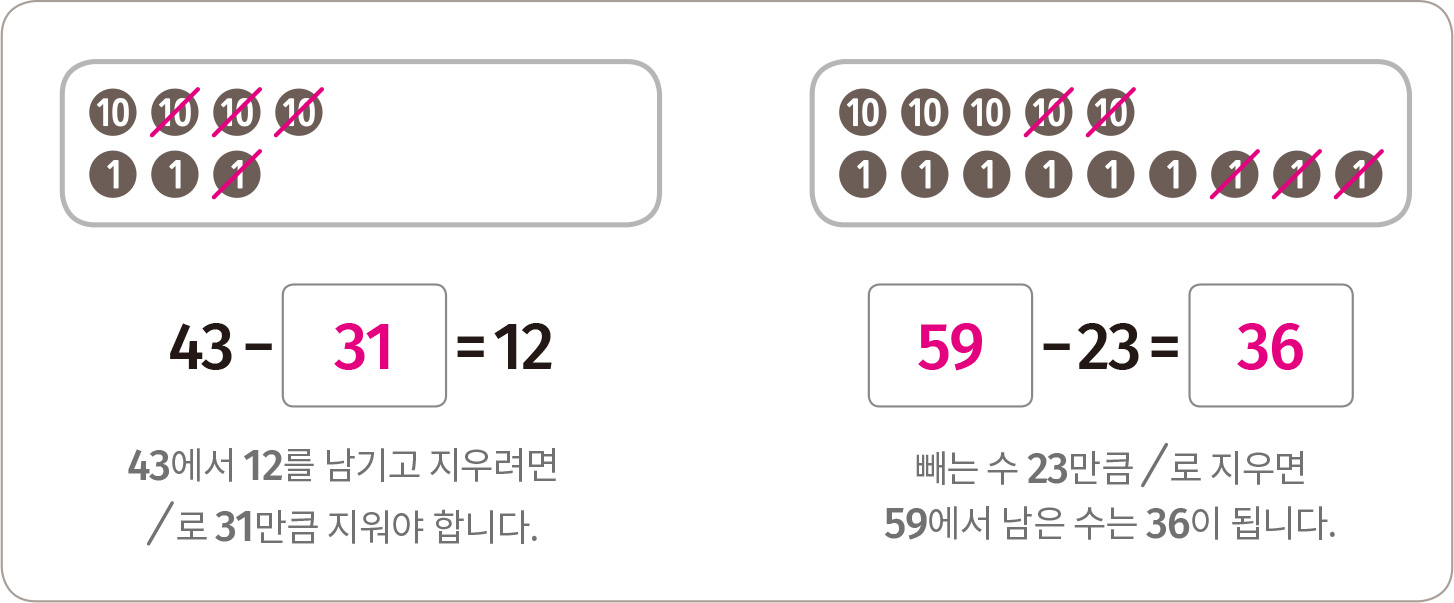 10 10 10 10
1 1 1
43 - 31 = 12
43에서 12를 남기고 지우려면
/로 31만큼 지워야 합니다.
10 10 10 10 10
1 1 1 1 1 1 1 1 1
59 - 23 = 36
빼는 수 23만큼 /로 지우면
59에서 남은 수는 36이 됩니다.